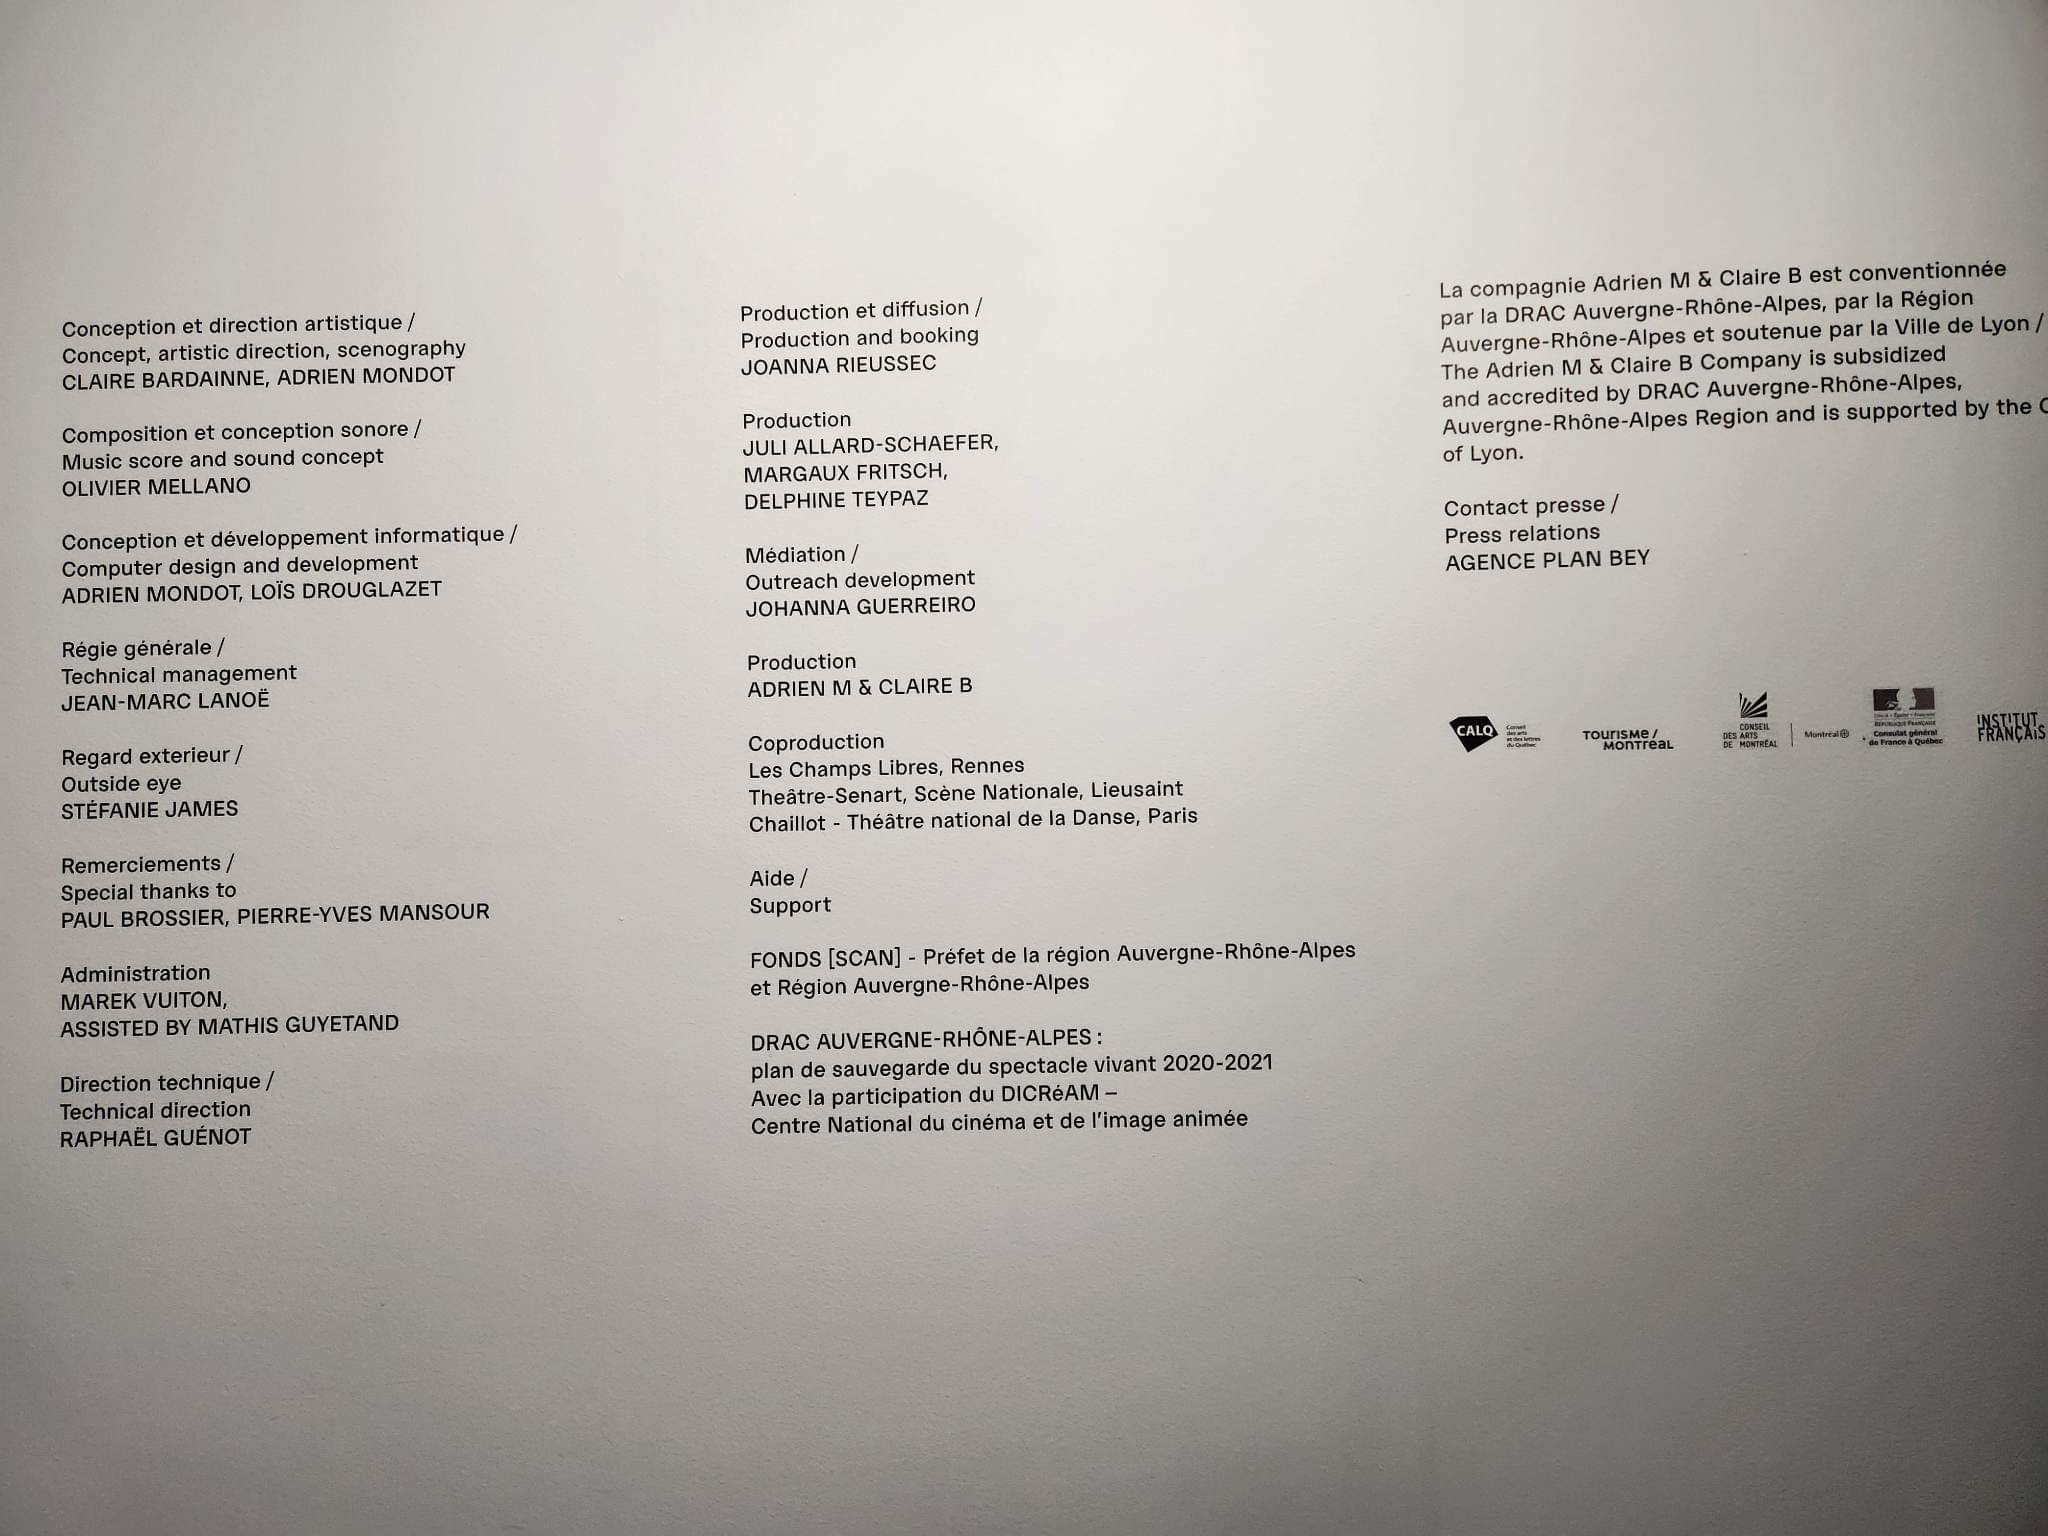 Conception et direction artistique /
Concept, artistic direction, scenography
CLAIRE BARDAINNE, ADRIEN MONDOT
Composition et conception sonore /
Music score and sound concept
OLIVIER MELLANO
Conception et développement informatique /
Computer design and development
ADRIEN MONDOT, LOÏS DROUGLAZET
Régie générale /
Technical management
JEAN-MARC LANOË
Regard exterieur /
Outside eye
STÉFANIE JAMES
Remerciements /
Special thanks to
PAUL BROSSIER, PIERRE-YVES MANSOUR
Administration
MAREK VUITON,
ASSISTED BY MATHIS GUYETAND
Direction technique /
Technical direction
RAPHAËL GUÉNOT
Production et diffusion /
Production and booking
JOANNA RIEUSSEC
Production
JULI ALLARD-SCHAEFER,
MARGAUX FRITSCH,
DELPHINE TEYPAZ
Médiation /
Outreach development
JOHANNA GUERREIRO
Production
ADRIEN M & CLAIRE B
Coproduction
Les Champs Libres, Rennes
Theâtre-Senart, Scène Nationale, Lieusaint
Chaillot - Théâtre national de la Danse, Paris
Aide /
Support
FONDS [SCAN] - Préfet de la région Auvergne-Rhône-Alpes
et Région Auvergne-Rhône-Alpes
DRAC AUVERGNE-RHÔNE-ALPES :
plan de sauvegarde du spectacle vivant 2020-2021
Avec la participation du DICRéAM –
Centre National du cinéma et de l'image animée
La compagnie Adrien M & Claire B est conventionnée
par la DRAC Auvergne-Rhône-Alpes, par la Région
Auvergne-Rhône-Alpes et soutenue par la Ville de Lyon /
The Adrien M & Claire B Company is subsidized
and accredited by DRAC Auvergne-Rhône-Alpes,
Auvergne-Rhône-Alpes Region and is supported by the C
of Lyon.
Contact presse /
Press relations
AGENCE PLAN BEY
CALQ
Conseil
des arts
et des lettres
du Québec
TOURISME /
MONTRÉAL
CONSEIL
DES ARTS
DE MONTRÉAL
Montréal
RÉPUBLIQUE FRANÇAISE
Consulat général
de France à Québec
INSTITUT
FRANÇAIS